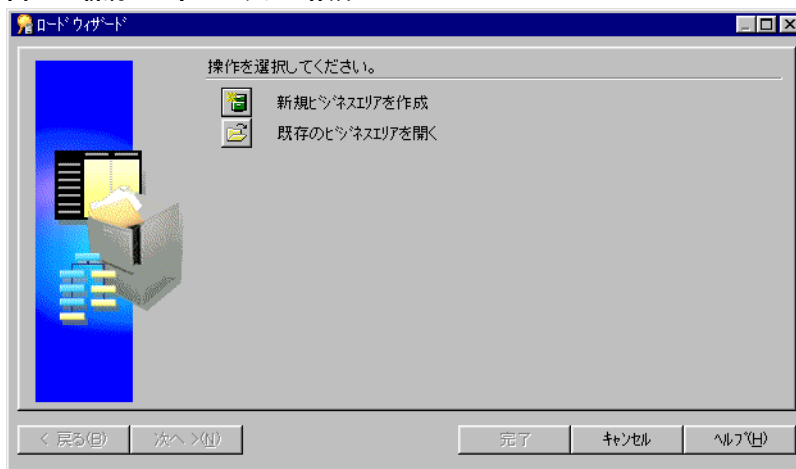 ロード ウィザード
操作を選択してください。
新規ビジネスエリアを作成
既存のビジネスエリアを開く
< 戻る(B) 次へ >(N) 完了 キャンセル ヘルプ(H)